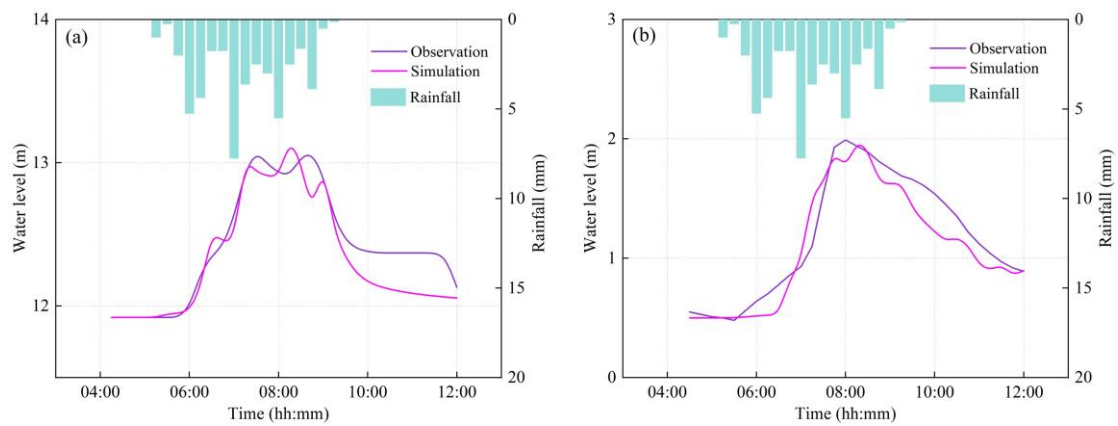 (a)
Observation
Simulation
Rainfall
14
13
12
Water level (m)
0
5
10
15
20
Rainfall (mm)
04:00 06:00 08:00 10:00 12:00
Time (hh:mm)
(b)
Observation
Simulation
Rainfall
3
2
1
0
Water level (m)
0
5
10
15
20
Rainfall (mm)
04:00 06:00 08:00 10:00 12:00
Time (hh:mm)